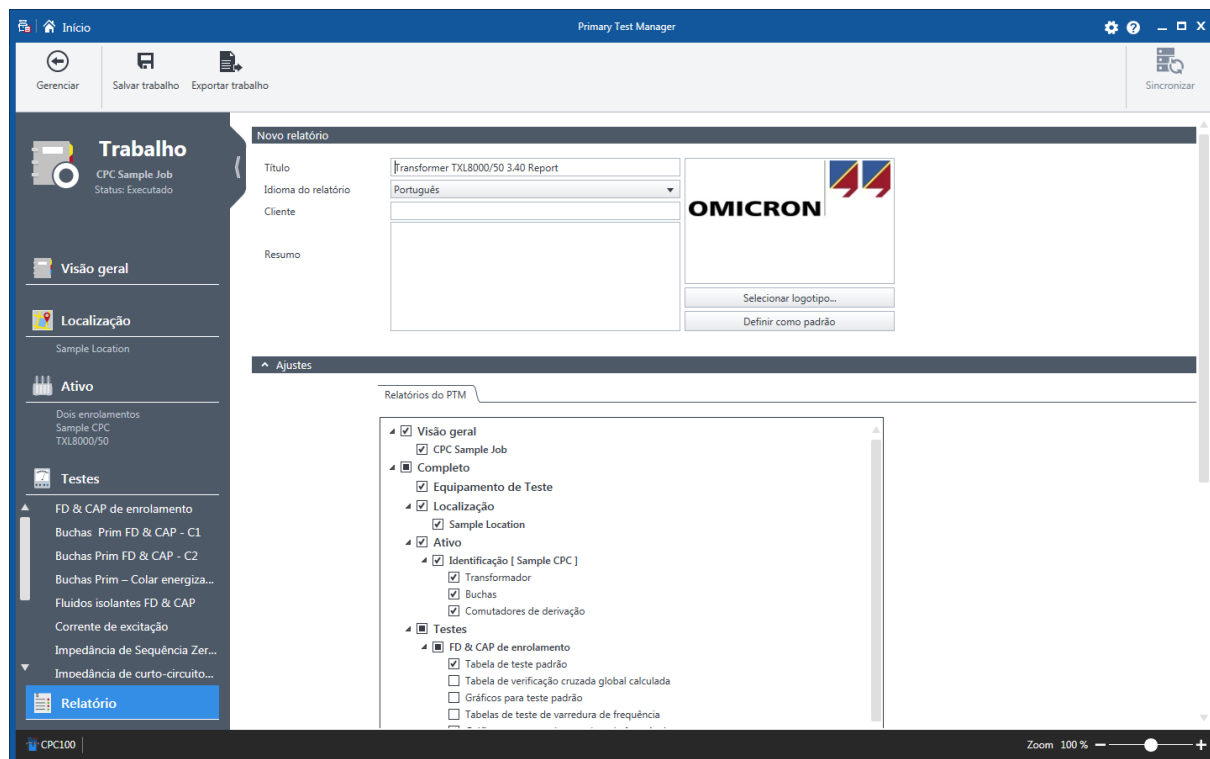 Início
Primary Test Manager
Gerenciar
Salvar trabalho
Exportar trabalho
Sincronizar
Trabalho
CPC Sample Job
Status: Executado
Visão geral
Localização
Sample Location
Ativo
Dois enrolamentos
Sample CPC
TXL8000/50
Testes
FD & CAP de enrolamento
Buchas Prim FD & CAP - C1
Buchas Prim FD & CAP - C2
Buchas Prim – Colar energiza...
Fluidos isolantes FD & CAP
Corrente de excitação
Impedância de Sequência Zer...
Impedância de curto-circuito...
Relatório
Novo relatório
Título
Transformer TXL8000/50 3.40 Report
Idioma do relatório
Português
Cliente
Resumo
OMICRON
Selecionar logotipo...
Definir como padrão
Ajustes
Relatórios do PTM
Visão geral
CPC Sample Job
Completo
Equipamento de Teste
Localização
Sample Location
Ativo
Identificação [ Sample CPC ]
Transformador
Buchas
Comutadores de derivação
Testes
FD & CAP de enrolamento
Tabela de teste padrão
Tabela de verificação cruzada global calculada
Gráficos para teste padrão
Tabelas de teste de varredura de frequência
CPC100
Zoom 100 %